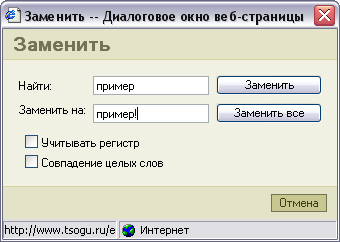 Заменить -- Диалоговое окно веб-страницы
Заменить
Найти: пример Заменить
Заменить на: пример! Заменить все
Учитывать регистр
Совпадение целых слов
Отмена
http://www.tsogu.ru/e Интернет